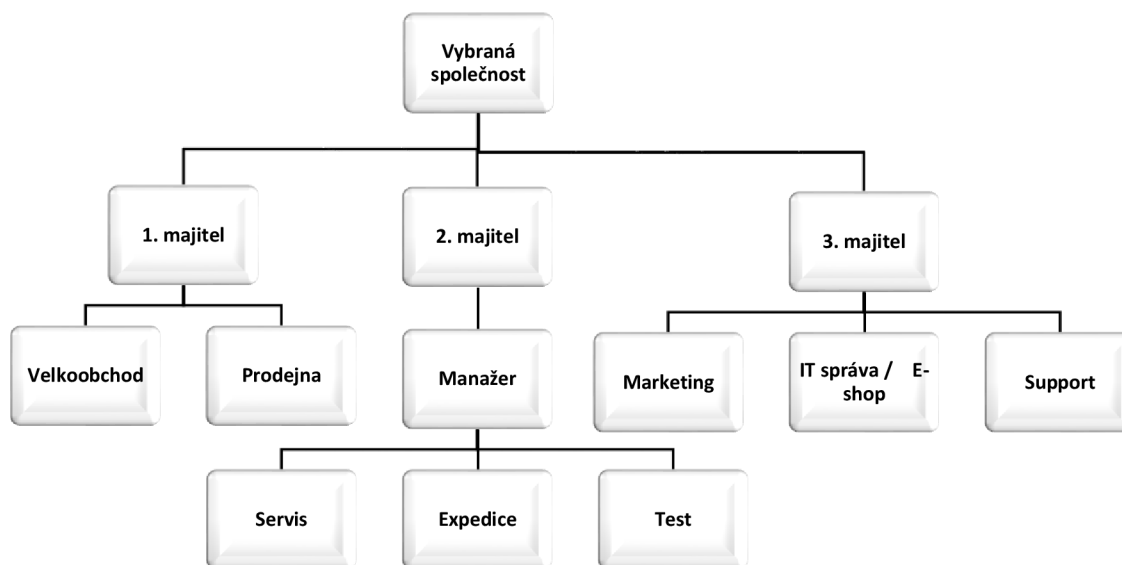 Vybraná
společnost
1. majitel
2. majitel
3. majitel
Velkoobchod
Prodejna
Manažer
Marketing
IT správa / E-
shop
Support
Servis
Expedice
Test